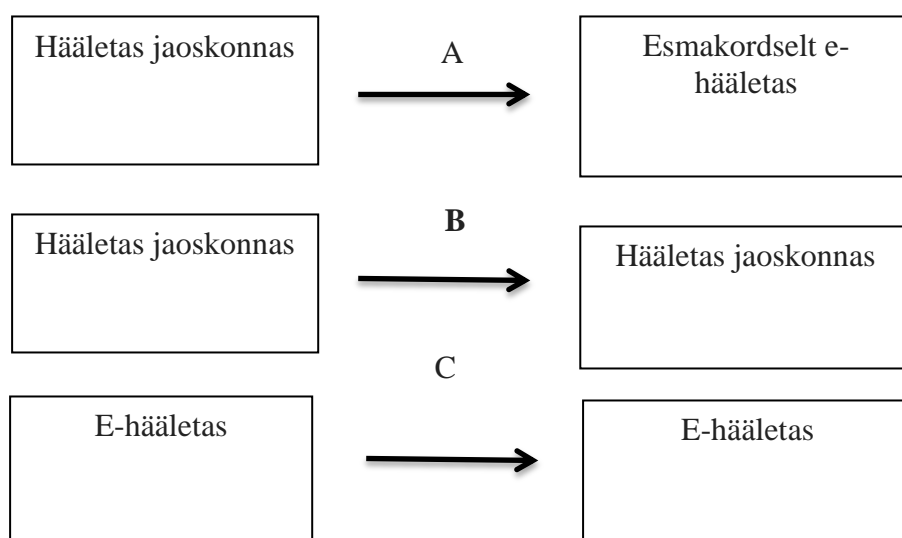 Hääletas jaoskonnas
A
Esmakordselt e-
hääletas
Hääletas jaoskonnas
B
Hääletas jaoskonnas
E-hääletas
C
E-hääletas